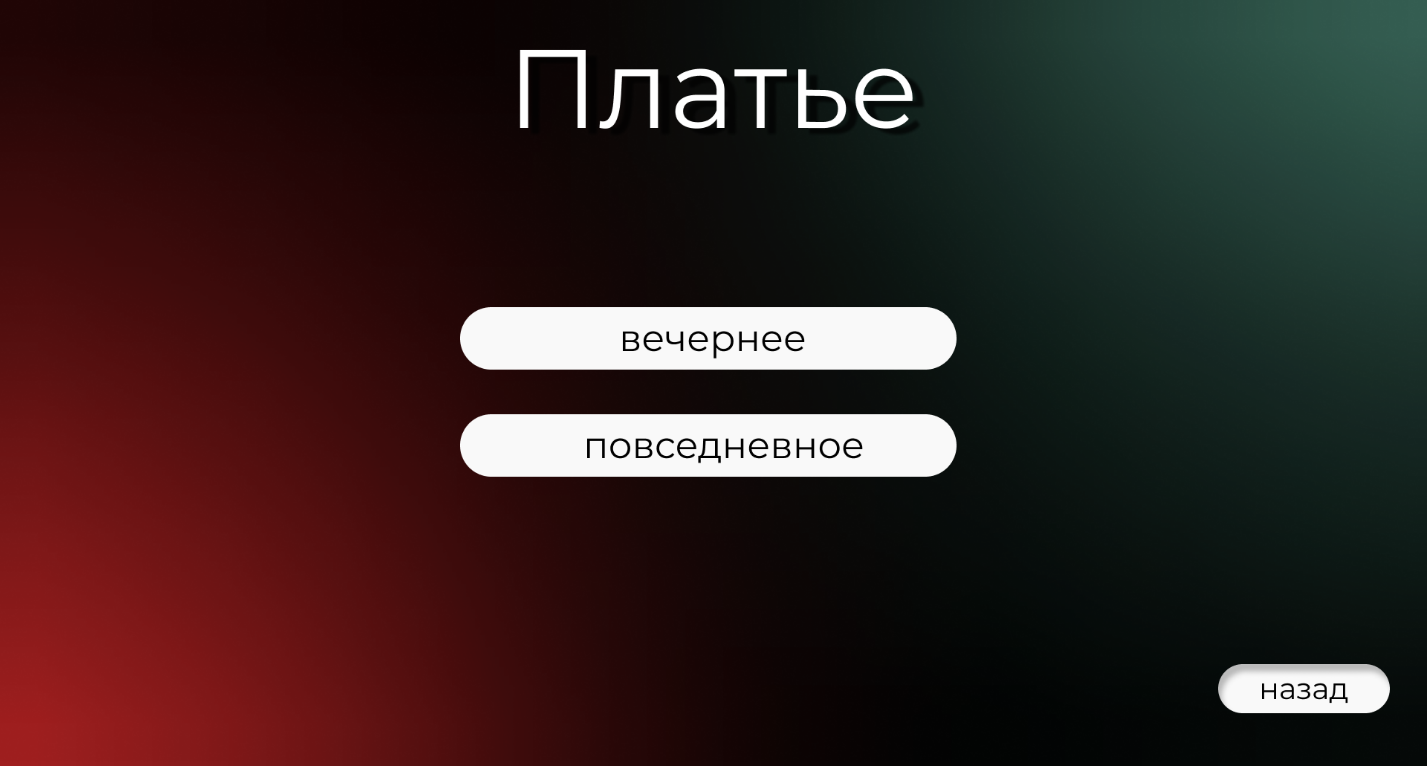 Платье
вечернее
повседневное
назад